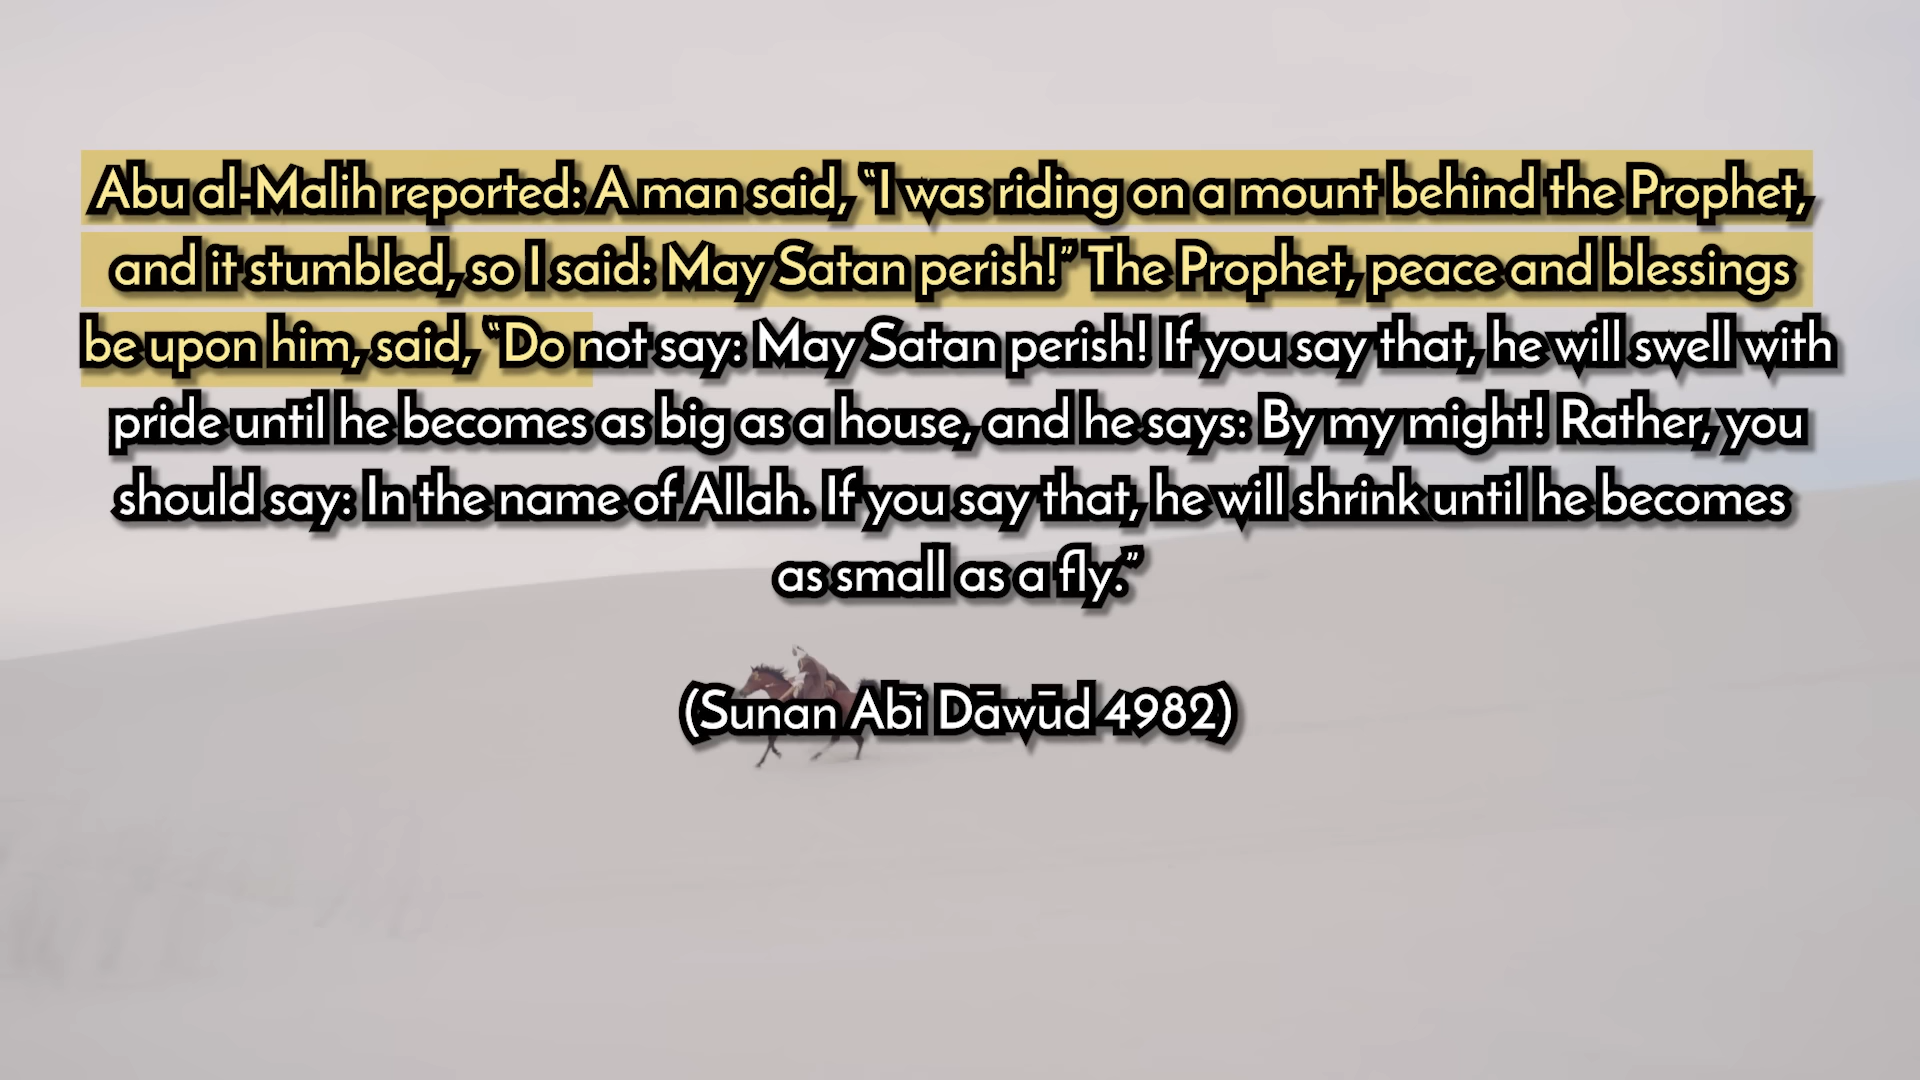 Abu al-Malih reported: A man said, “I was riding on a mount behind the Prophet,
and it stumbled, so I said: May Satan perish!” The Prophet, peace and blessings
be upon him, said, “Do not say: May Satan perish! If you say that, he will swell with
pride until he becomes as big as a house, and he says: By my might! Rather, you
should say: In the name of Allah. If you say that, he will shrink until he becomes
as small as a fly.”
(Sunan Abī Dāwūd 4982)